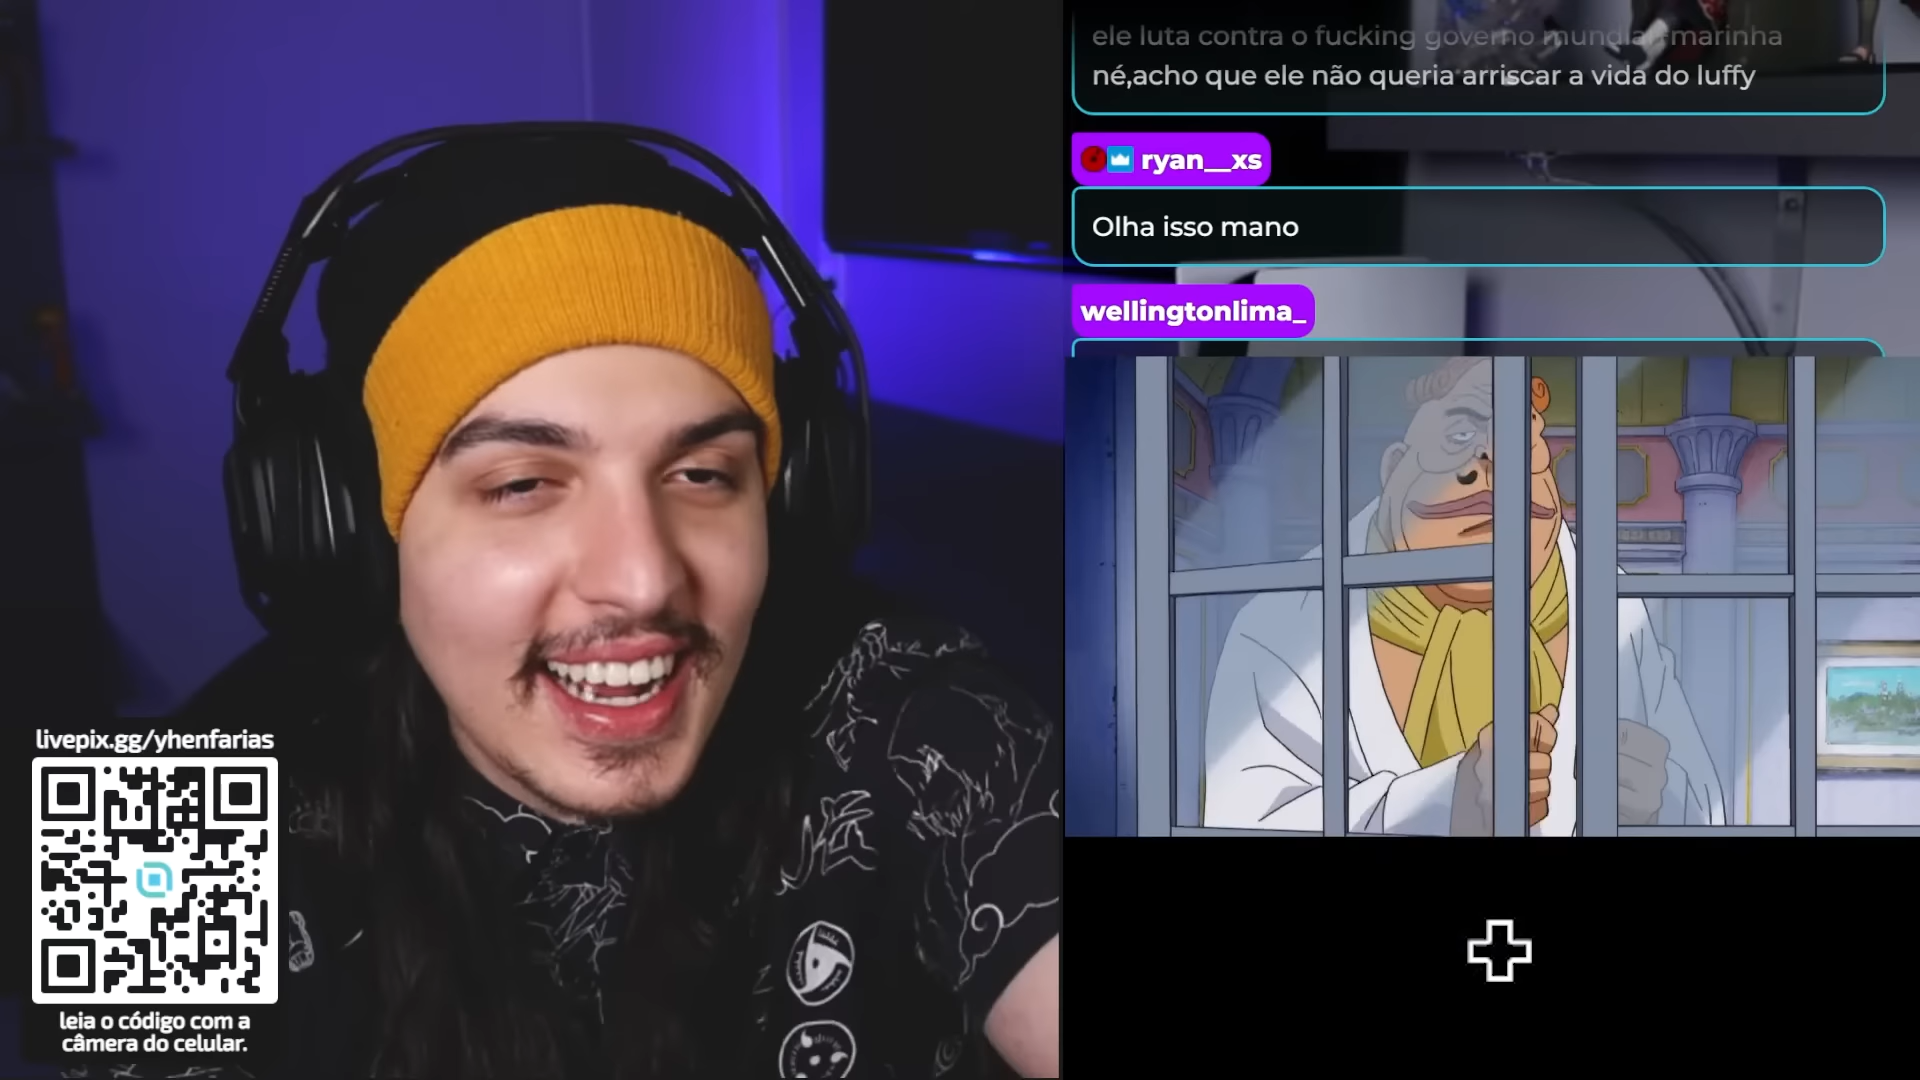 ele luta contra o fucking governo mundial/marinha
né,acho que ele não queria arriscar a vida do luffy
ryan__xs
Olha isso mano
wellingtonlima_
livepix.gg/yhenfarias
leia o código com a
câmera do celular.